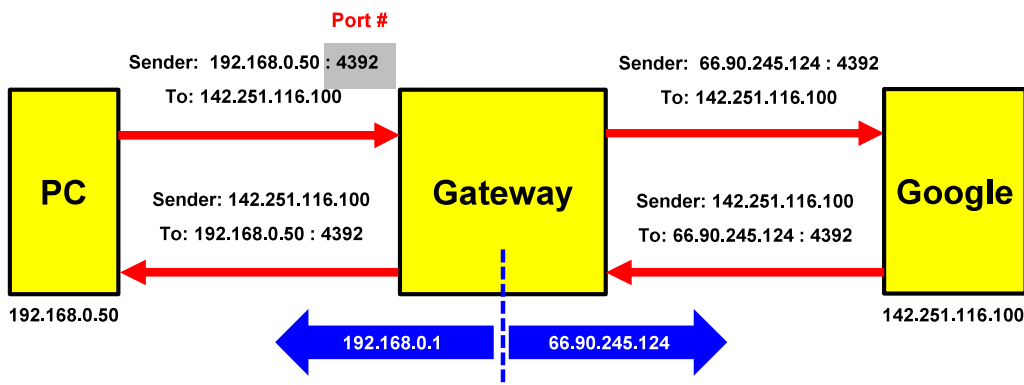 Port #
Sender: 192.168.0.50 : 4392
To: 142.251.116.100
Sender: 66.90.245.124 : 4392
To: 142.251.116.100
PC
Gateway
Google
Sender: 142.251.116.100
To: 192.168.0.50 : 4392
Sender: 142.251.116.100
To: 66.90.245.124 : 4392
192.168.0.50
142.251.116.100
192.168.0.1
66.90.245.124